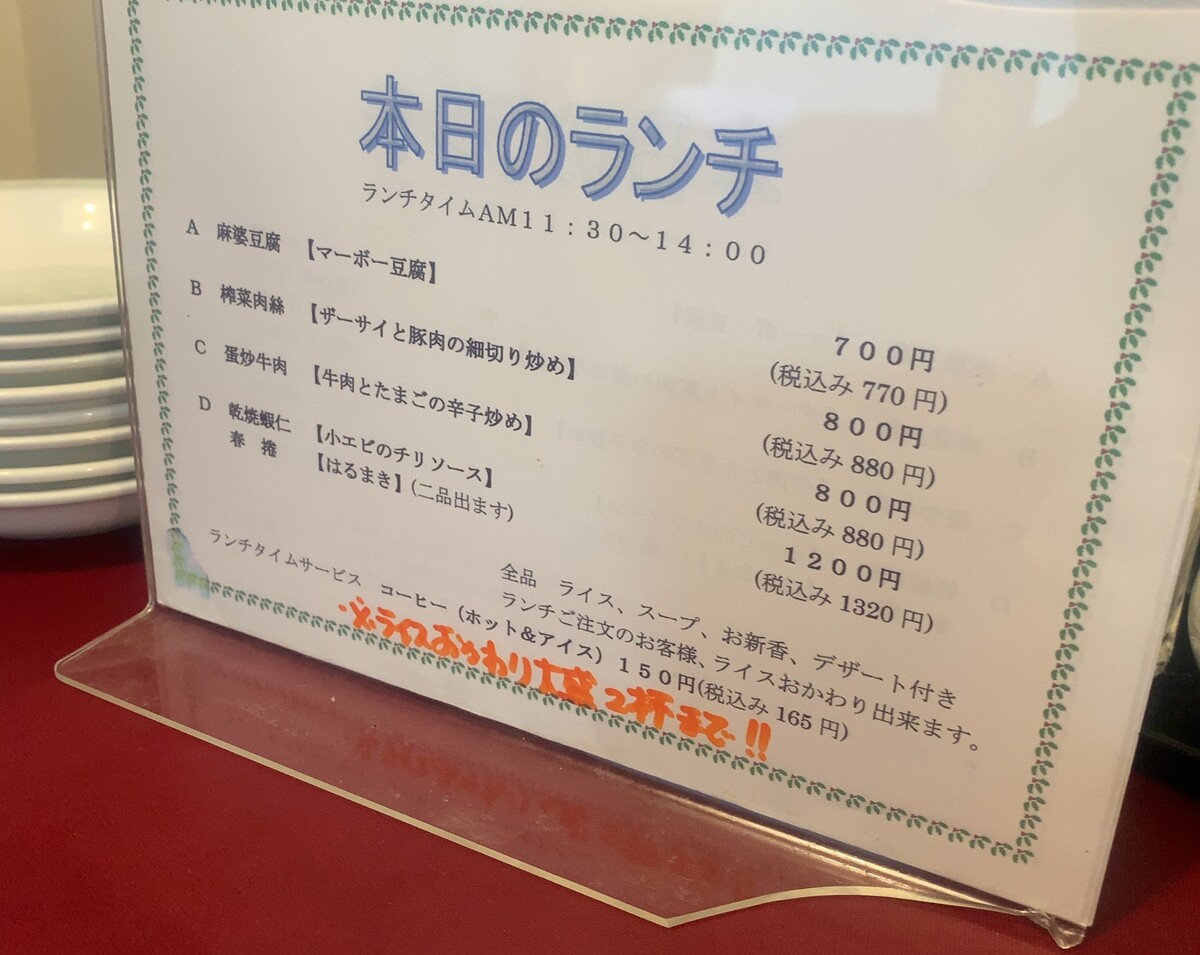 本日のランチ
ランチタイムAM11：30～14：00
A 麻婆豆腐 【マーボー豆腐】
700円
(税込み 770 円)
B 榨菜肉絲 【ザーサイと豚肉の細切り炒め】
800円
(税込み 880 円)
C 蛋炒牛肉 【牛肉とたまごの辛子炒め】
800円
(税込み 880 円)
D 乾焼蝦仁 【小エビのチリソース】
春 捲 【はるまき】(二品出ます)
1200円
(税込み 1320 円)
全品 ライス、スープ、お新香、デザート付き
ランチご注文のお客様、ライスおかわり出来ます。
ランチタイムサービス コーヒー（ホット＆アイス）150円(税込み 165 円)
※ライスおかわり大盛2杯まで!!